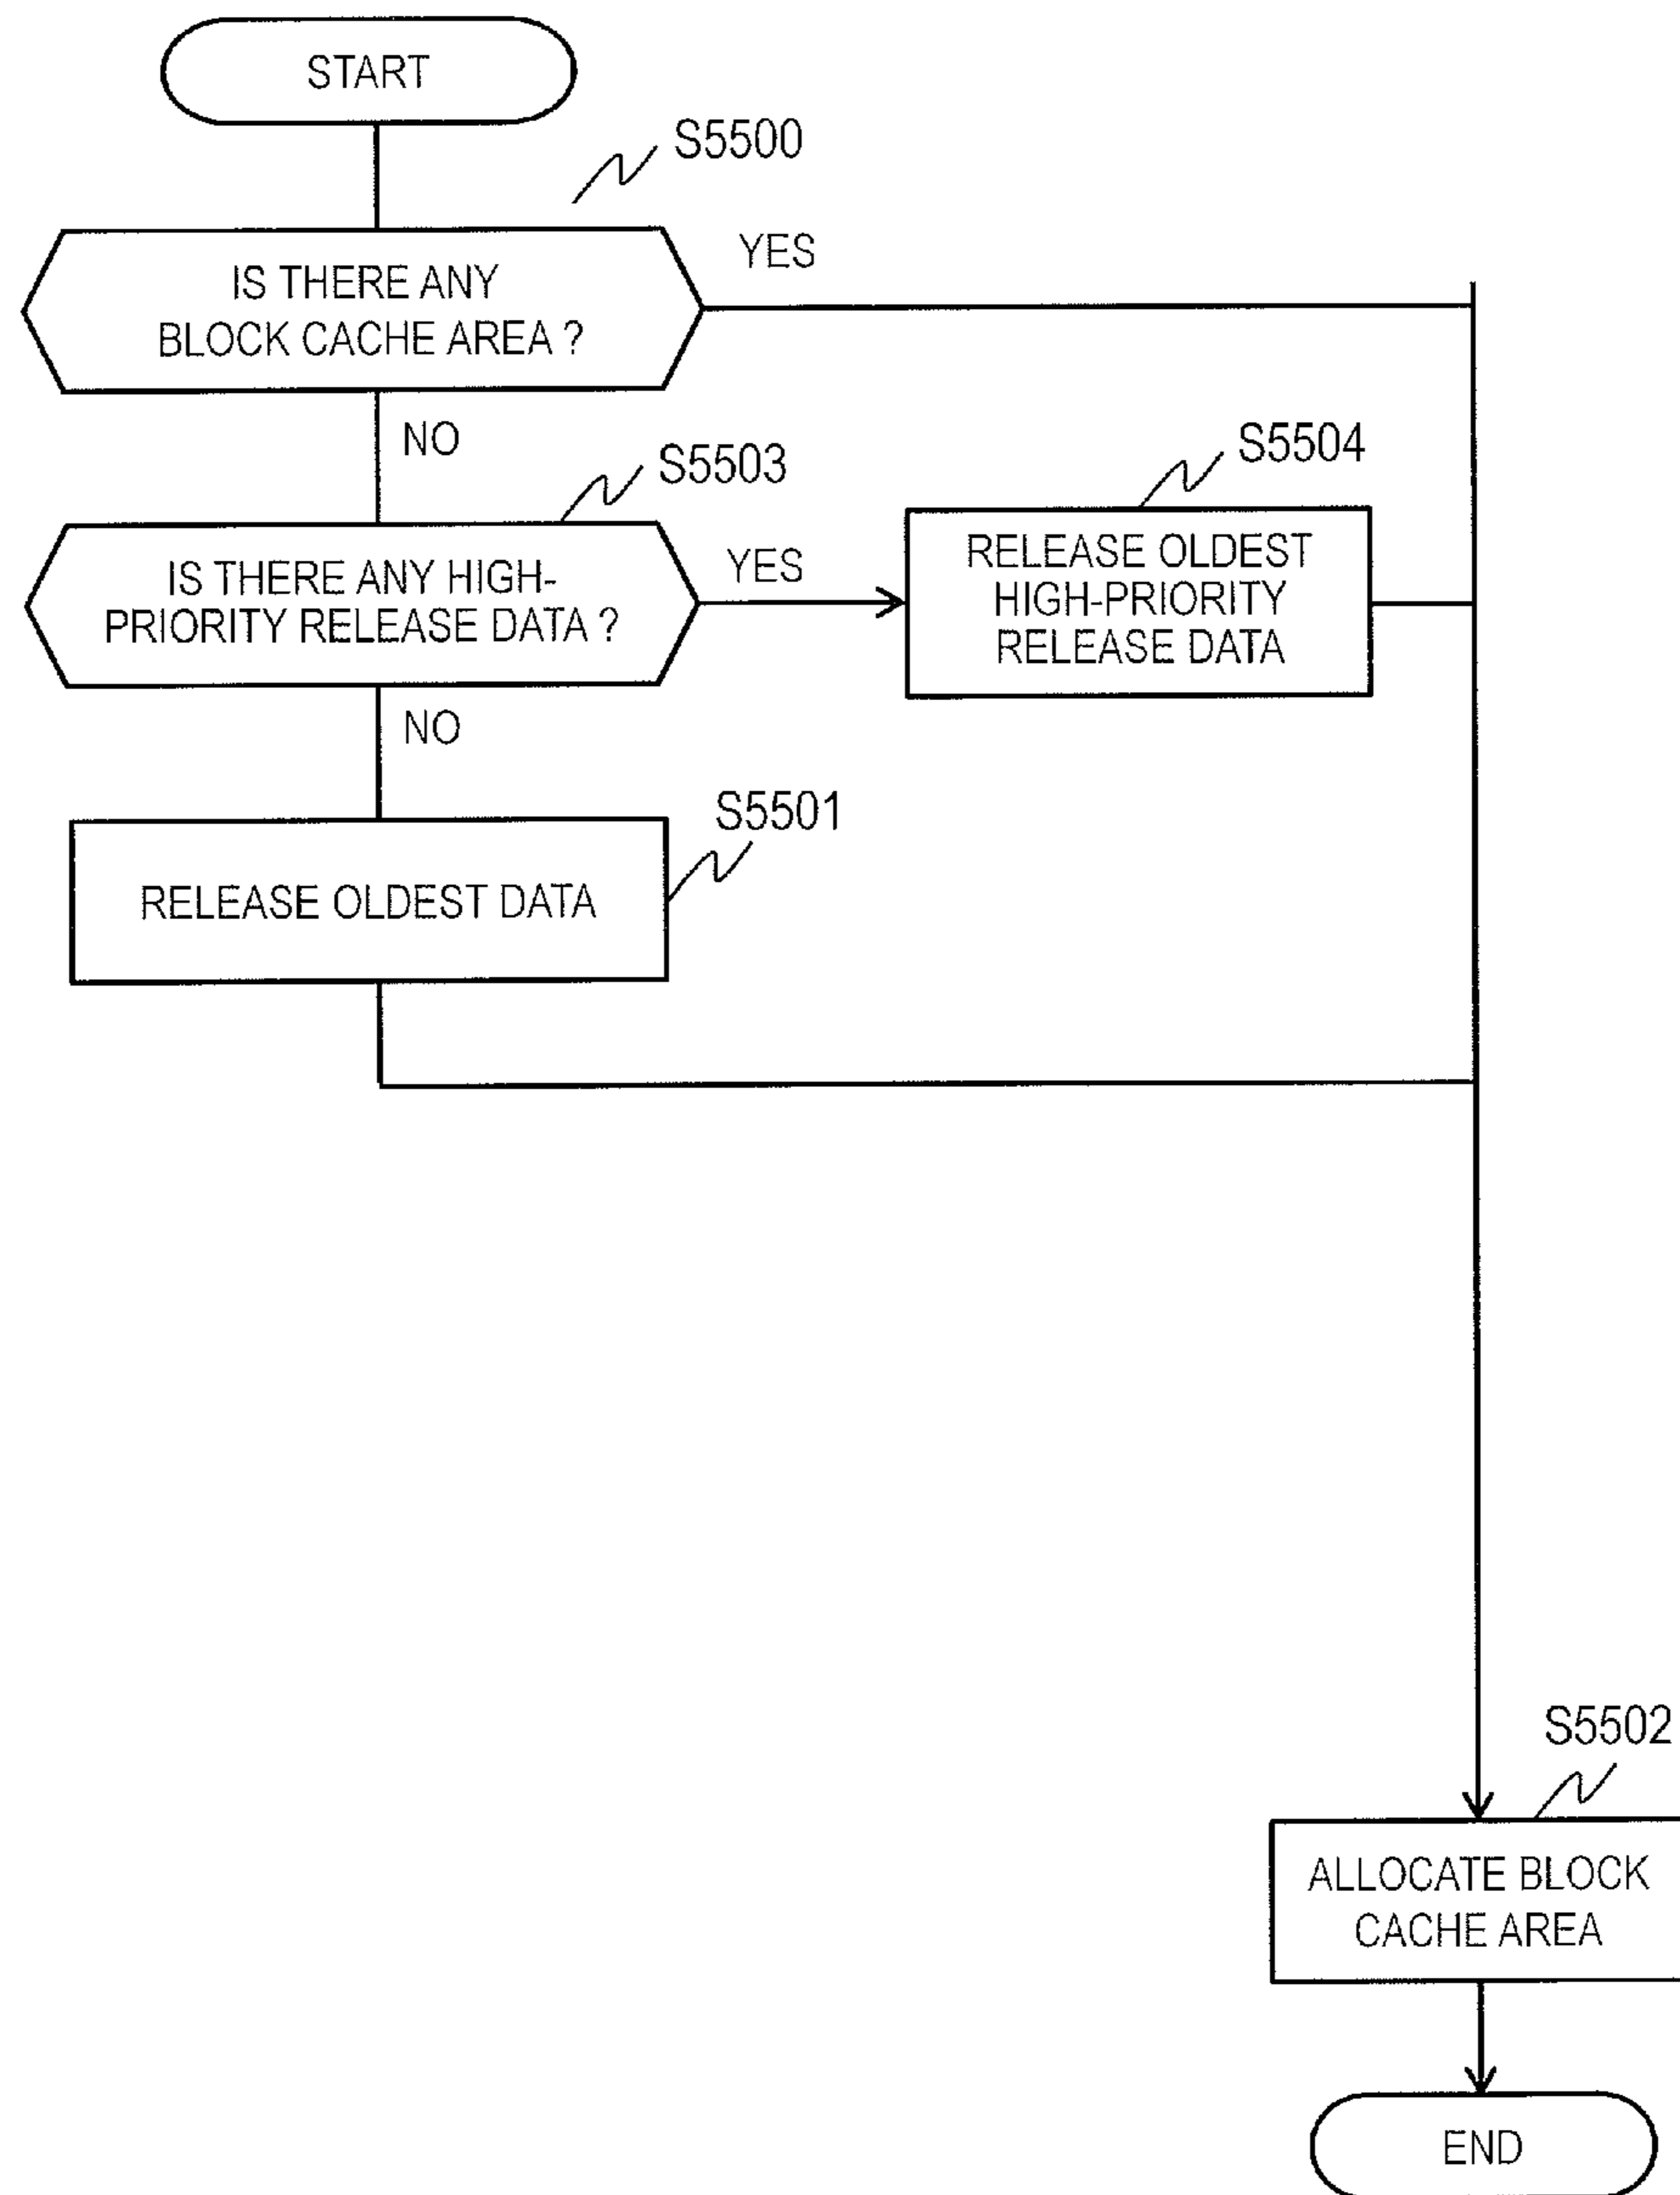 START
S5500
IS THERE ANY
BLOCK CACHE AREA ?
YES
NO
S5503
IS THERE ANY HIGH-
PRIORITY RELEASE DATA ?
YES
S5504
RELEASE OLDEST
HIGH-PRIORITY
RELEASE DATA
NO
S5501
RELEASE OLDEST DATA
S5502
ALLOCATE BLOCK
CACHE AREA
END